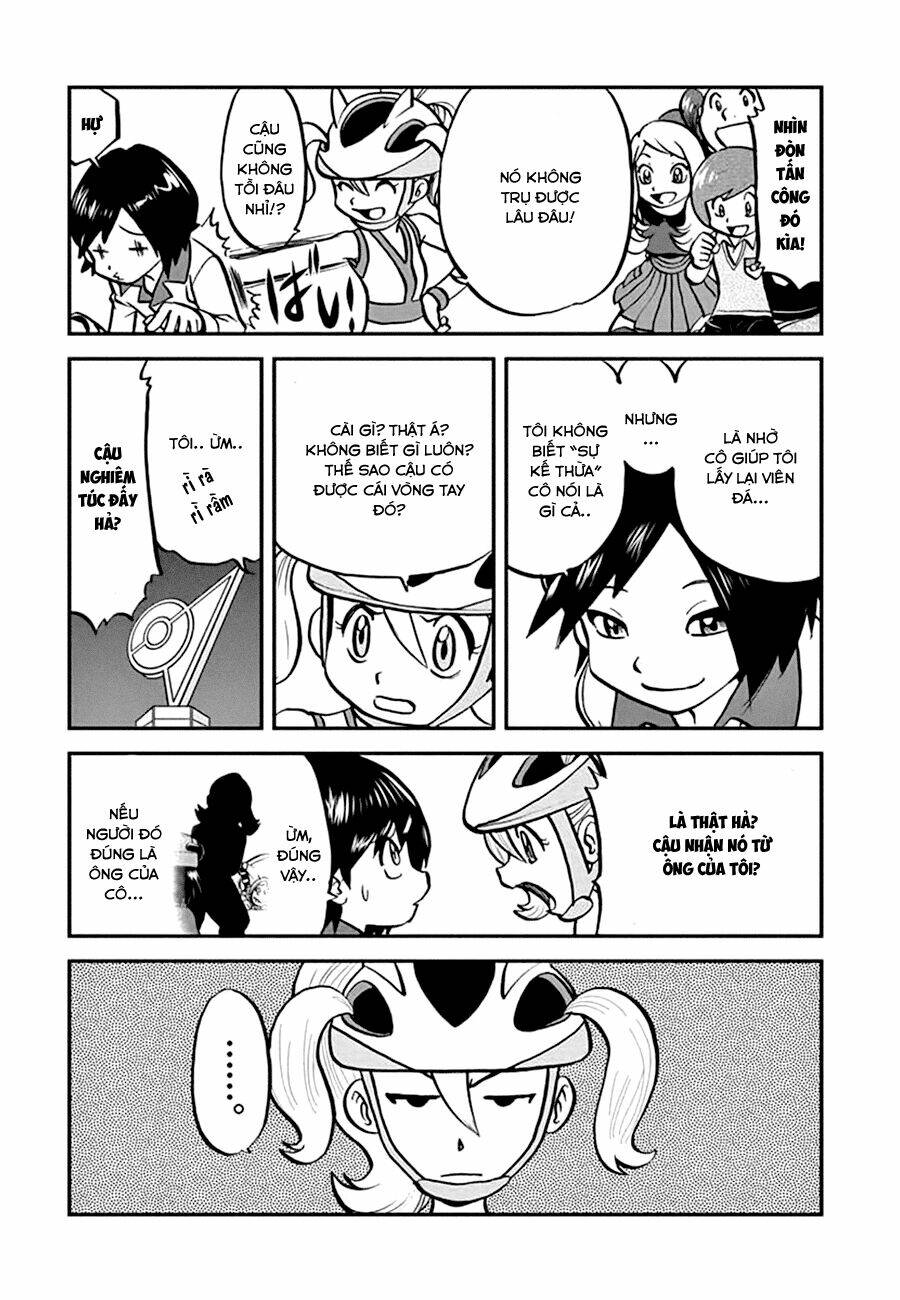 NHÌN
ĐÒN
TẤN
CÔNG
ĐÓ
KÌA!
NÓ KHÔNG
TRỤ ĐƯỢC
LÂU ĐÂU!
CẬU
CŨNG
KHÔNG
TỒI ĐÂU
NHỈ!?
ばい!
HỰ
LÀ NHỜ
CÔ GIÚP TÔI
LẤY LẠI VIÊN
ĐÁ...
NHƯNG
...
TÔI KHÔNG
BIẾT “SỰ
KẾ THỪA”
CÔ NÓI LÀ
GÌ CẢ..
CÁI GÌ? THẬT Á?
KHÔNG BIẾT GÌ LUÔN?
THẾ SAO CẬU CÓ
ĐƯỢC CÁI VÒNG TAY
ĐÓ?
TÔI.. ỪM..
rì rà
rì rầm
CẬU
NGHIÊM
TÚC ĐẤY
HẢ?
LÀ THẬT HẢ?
CẬU NHẬN NÓ TỪ
ÔNG CỦA TÔI?
ỪM,
ĐÚNG
VẬY..
NẾU
NGƯỜI ĐÓ
ĐÚNG LÀ
ÔNG CỦA
CÔ...
.......